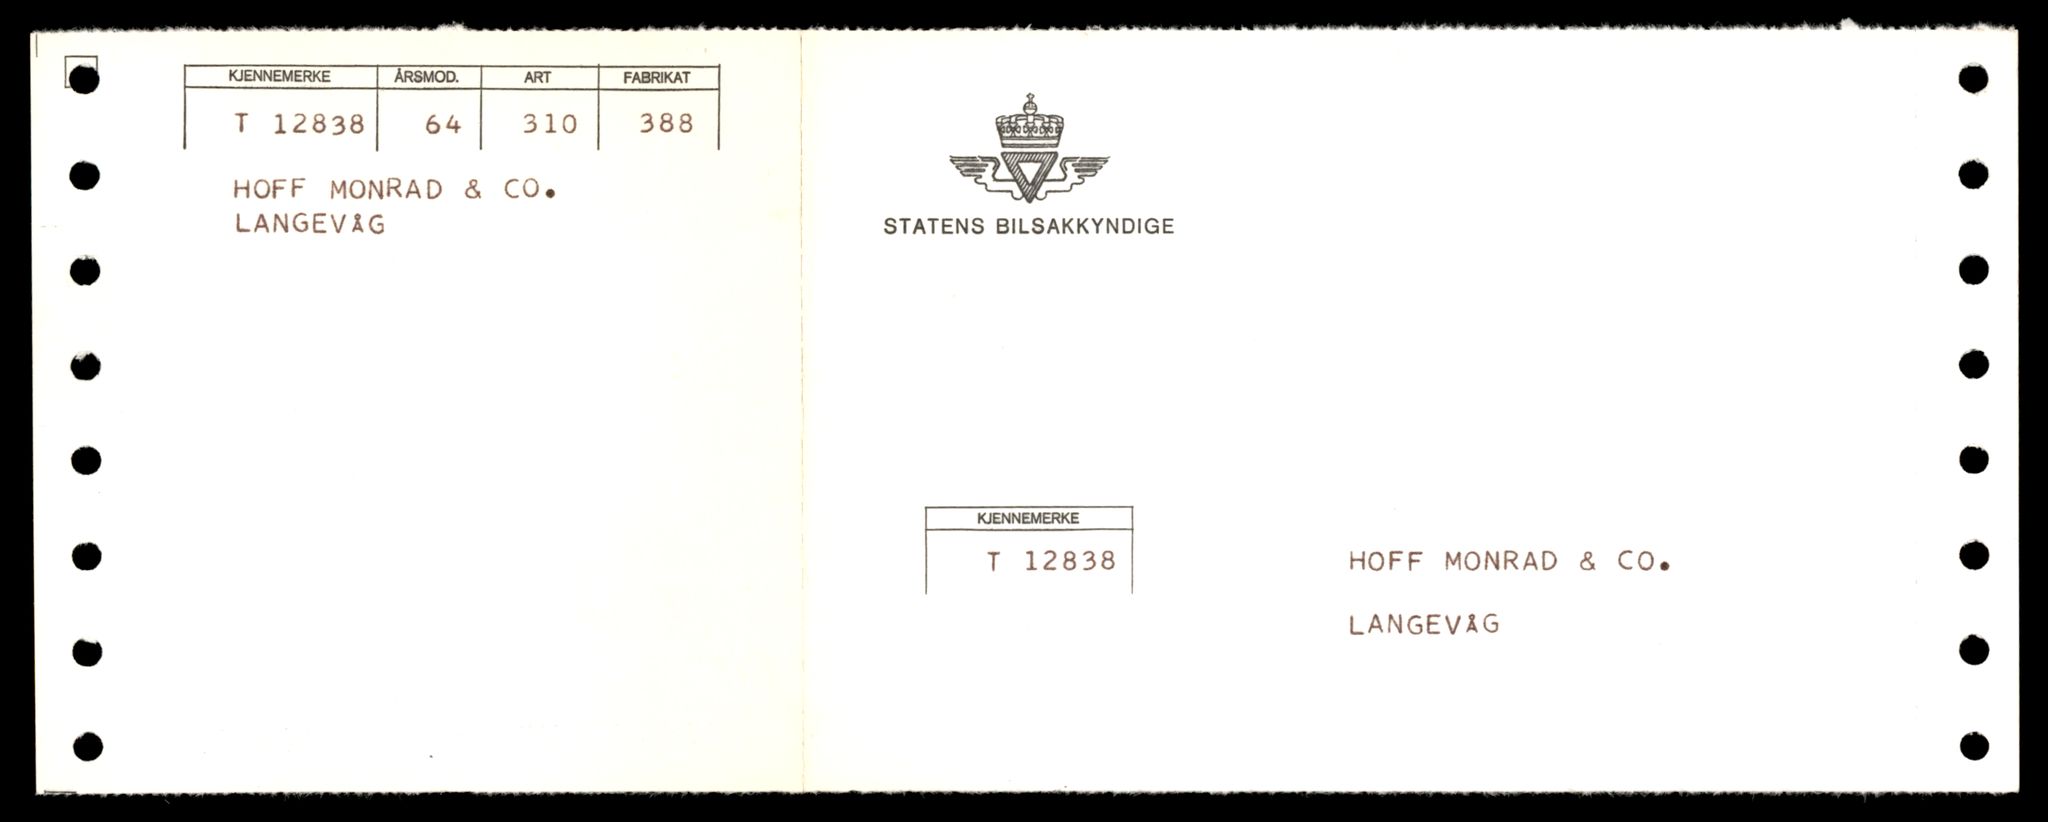 KJENNEMERKE ÅRSMOD. ART FABRIKAT
T 12838 64 310 388
HOFF MONRAD & CO.
LANGEVÅG
STATENS BILSAKKYNDIGE
KJENNEMERKE
T 12838
HOFF MONRAD & CO.
LANGEVÅG